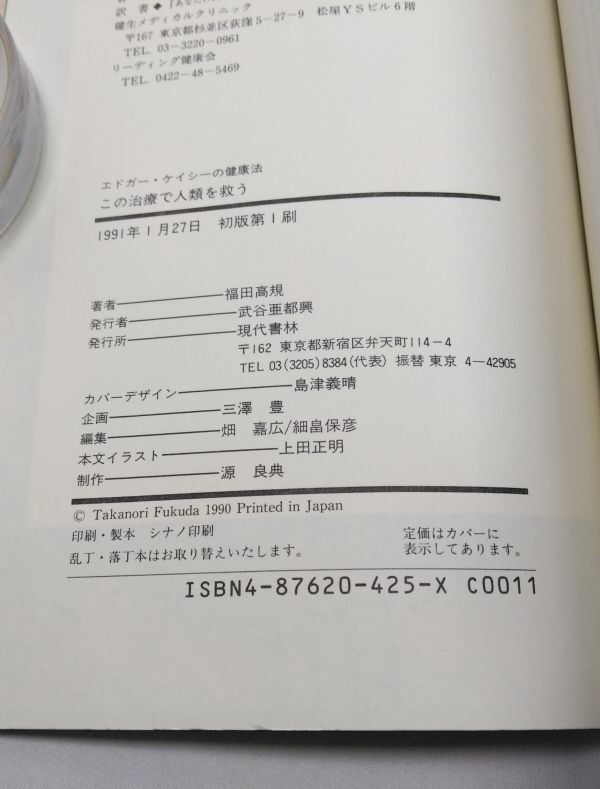 訳 書◆『あなたの
健生メディカルクリニック
〒167 東京都杉並区荻窪5－27－9 松屋YSビル6階
TEL. 03－3220－0961
リーディング健康会
TEL. 0422－48－5469
エドガー・ケイシーの健康法
この治療で人類を救う
1991年1月27日 初版第1刷
著者――――福田高規
発行者――――武谷亜都興
発行所――――現代書林
〒162 東京都新宿区弁天町114-4
TEL 03(3205)8384(代表) 振替 東京 4―42905
カバーデザイン――――島津義晴
企画――――三澤 豊
編集――――畑 嘉広/細畠保彦
本文イラスト――――上田正明
制作――――源 良典
© Takanori Fukuda 1990 Printed in Japan
印刷・製本 シナノ印刷
乱丁・落丁本はお取り替えいたします。
定価はカバーに
表示してあります。
ISBN4-87620-425-X C0011